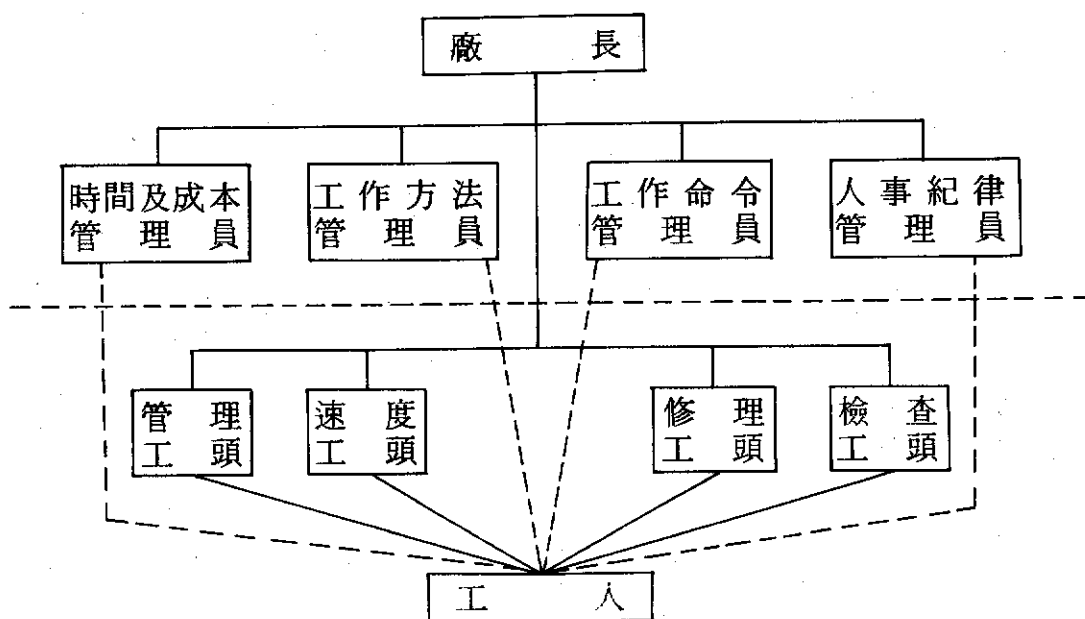 廠長
時間及成本
管理員
工作方法
管理員
工作命令
管理員
人事紀律
管理員
管理
工頭
速度
工頭
修理
工頭
檢查
工頭
工人